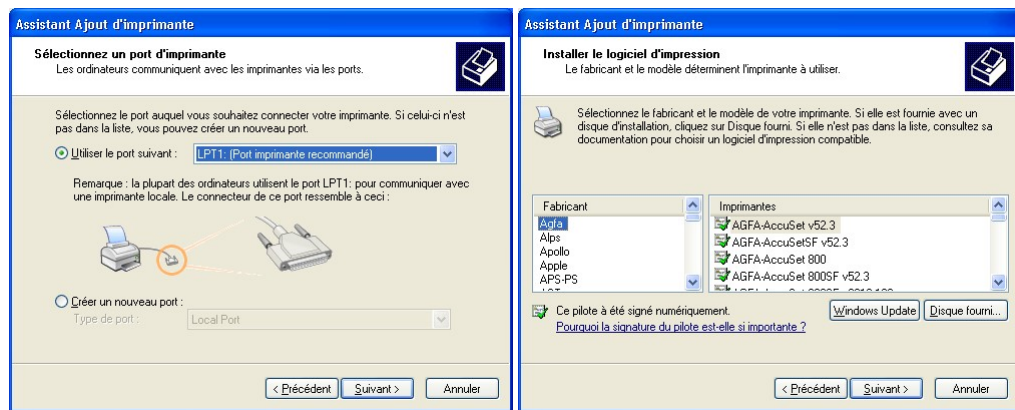 Assistant Ajout d'imprimante
Sélectionnez un port d'imprimante
Les ordinateurs communiquent avec les imprimantes via les ports.
Sélectionnez le port auquel vous souhaitez connecter votre imprimante. Si celui-ci n'est
pas dans la liste, vous pouvez créer un nouveau port.
Utiliser le port suivant :
LPT1: (Port imprimante recommandé)
Remarque : la plupart des ordinateurs utilisent le port LPT1: pour communiquer avec
une imprimante locale. Le connecteur de ce port ressemble à ceci :
Créer un nouveau port :
Type de port :
Local Port
< Précédent
Suivant >
Annuler
Assistant Ajout d'imprimante
Installer le logiciel d'impression
Le fabricant et le modèle déterminent l'imprimante à utiliser.
Sélectionnez le fabricant et le modèle de votre imprimante. Si elle est fournie avec un
disque d'installation, cliquez sur Disque fourni. Si elle n'est pas dans la liste, consultez sa
documentation pour choisir un logiciel d'impression compatible.
Fabricant
Agfa
Alps
Apollo
Apple
APS-PS
Imprimantes
AGFA-AccuSet v52.3
AGFA-AccuSetSF v52.3
AGFA-AccuSet 800
AGFA-AccuSet 800SF v52.3
Ce pilote à été signé numériquement.
Pourquoi la signature du pilote est-elle si importante ?
Windows Update
Disque fourni...
< Précédent
Suivant >
Annuler